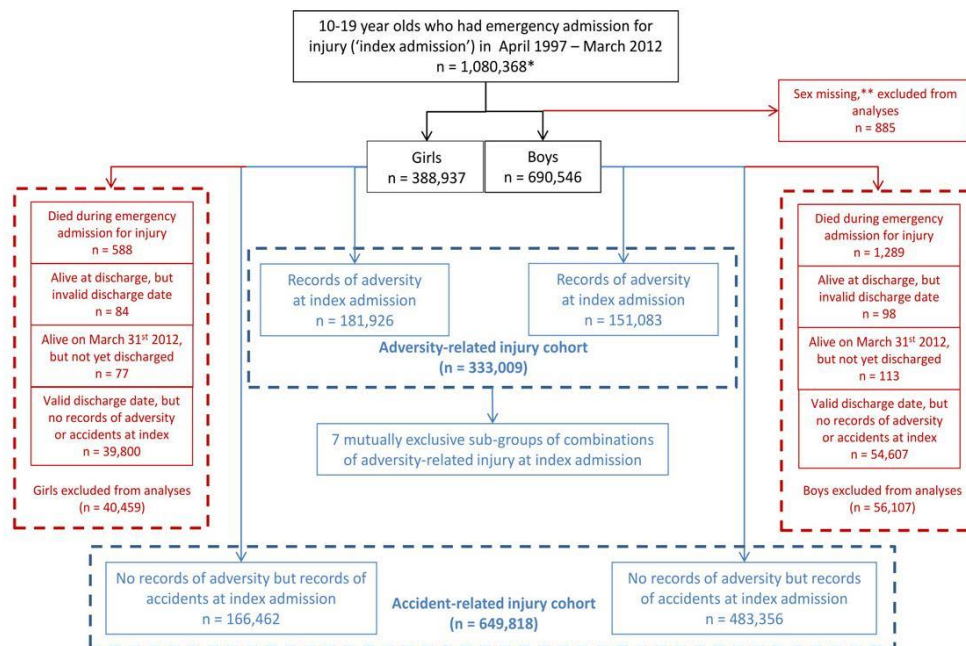 10-19 year olds who had emergency admission for
injury (‘index admission’) in April 1997 – March 2012
n = 1,080,368*
Sex missing,** excluded from
analyses
n = 885
Girls
n = 388,937
Boys
n = 690,546
Died during emergency
admission for injury
n = 588
Alive at discharge, but
invalid discharge date
n = 84
Alive on March 31st 2012,
but not yet discharged
n = 77
Valid discharge date, but
no records of adversity
or accidents at index
n = 39,800
Girls excluded from analyses
(n = 40,459)
Records of adversity
at index admission
n = 181,926
Records of adversity
at index admission
n = 151,083
Adversity-related injury cohort
(n = 333,009)
7 mutually exclusive sub-groups of combinations
of adversity-related injury at index admission
Died during emergency
admission for injury
n = 1,289
Alive at discharge, but
invalid discharge date
n = 98
Alive on March 31st 2012,
but not yet discharged
n = 113
Valid discharge date, but
no records of adversity
or accidents at index
n = 54,607
Boys excluded from analyses
(n = 56,107)
No records of adversity but records of
accidents at index admission
n = 166,462
Accident-related injury cohort
(n = 649,818)
No records of adversity but records
of accidents at index admission
n = 483,356